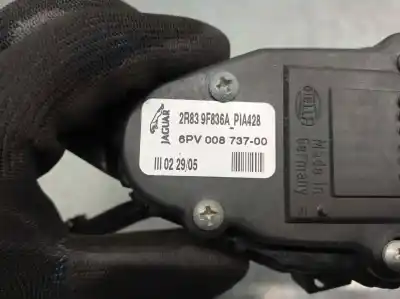 JAGUAR
2R83 9F836A_PIA428
6PV 008 737-00
III 02 29/05
HELLA
Made in
Germany